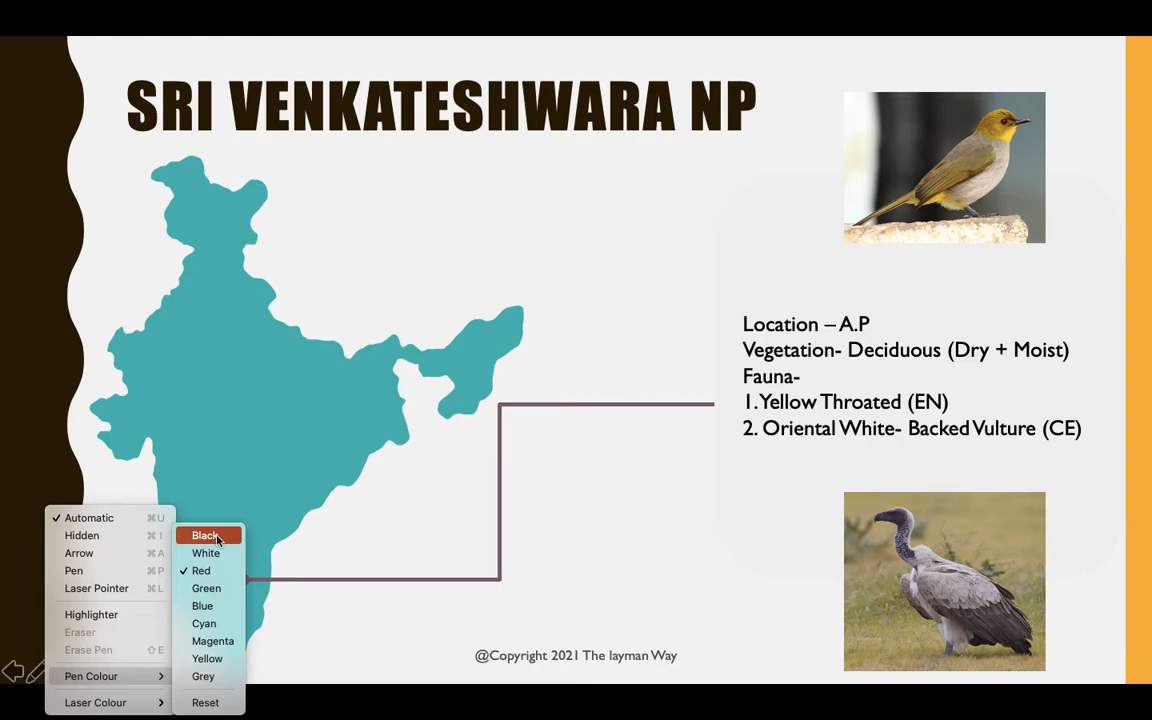 SRI VENKATESHWARA NP
Location – A.P
Vegetation- Deciduous (Dry + Moist)
Fauna-
1. Yellow Throated (EN)
2. Oriental White- Backed Vulture (CE)
@Copyright 2021 The layman Way
✓ Automatic ⌘U
Hidden ⌘I
Arrow ⌘A
Pen ⌘P
Laser Pointer ⌘L
Highlighter
Eraser
Erase Pen ⇧E
Pen Colour >
Laser Colour >
Black
White
✓ Red
Green
Blue
Cyan
Magenta
Yellow
Grey
Reset